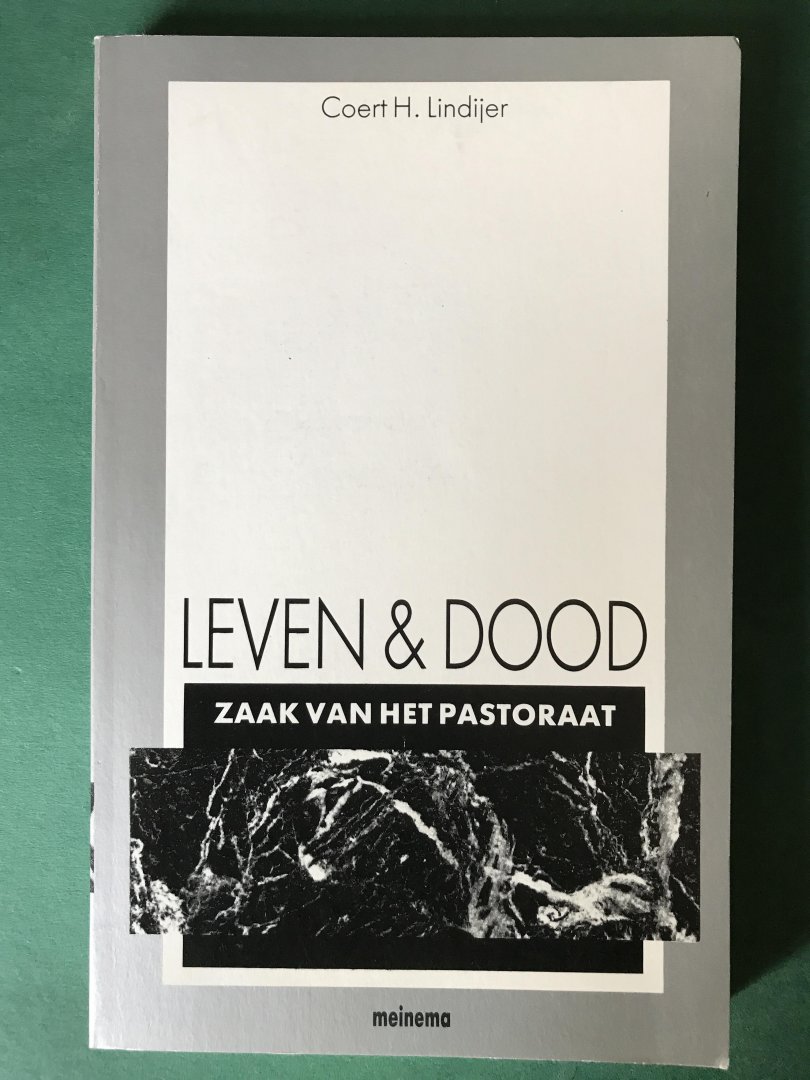 Coert H. Lindijer
LEVEN & DOOD
ZAAK VAN HET PASTORAAT
meinema